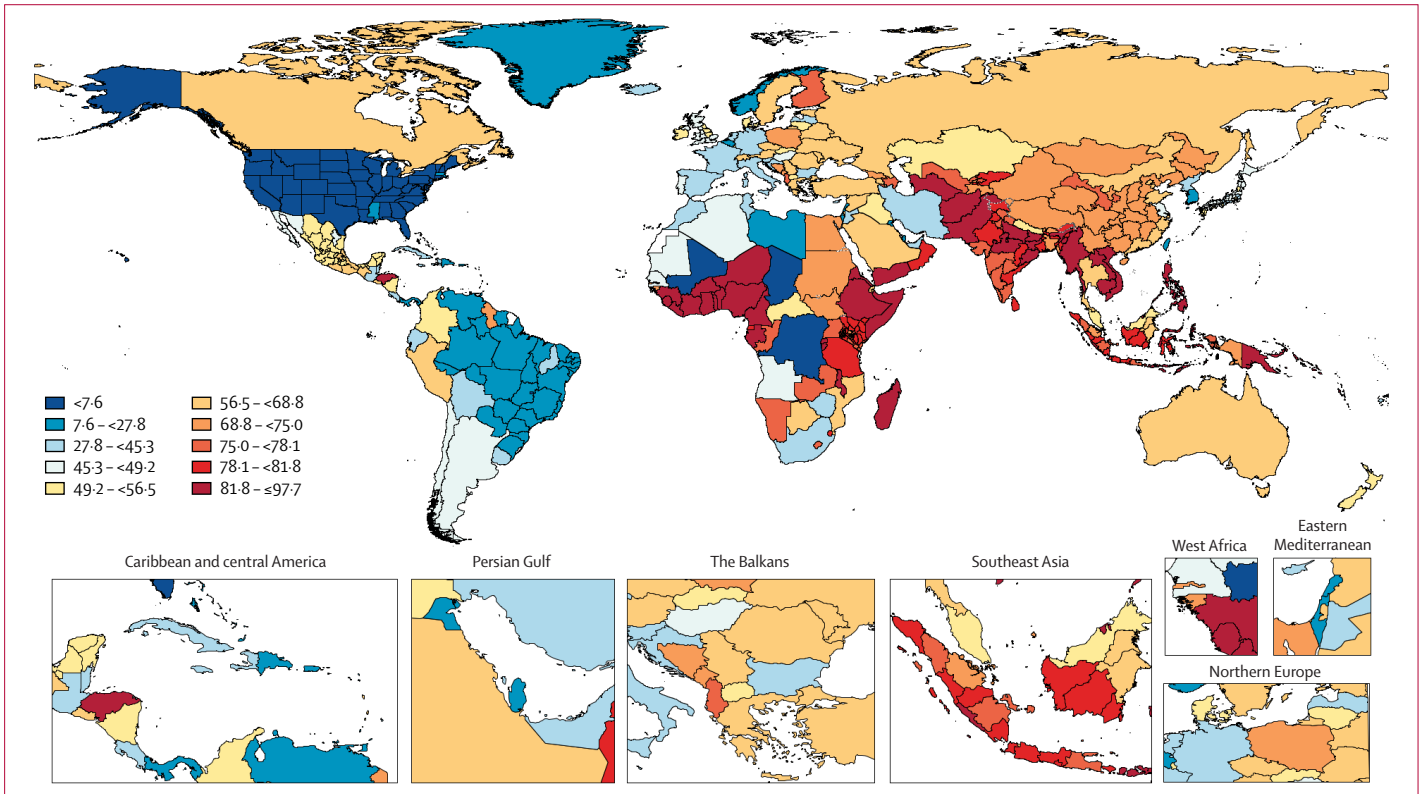 <7·6
7·6 – <27·8
27·8 – <45·3
45·3 – <49·2
49·2 – <56·5
56·5 – <68·8
68·8 – <75·0
75·0 – <78·1
78·1 – <81·8
81·8 – ≤97·7
Caribbean and central America
Persian Gulf
The Balkans
Southeast Asia
West Africa
Eastern
Mediterranean
Northern Europe